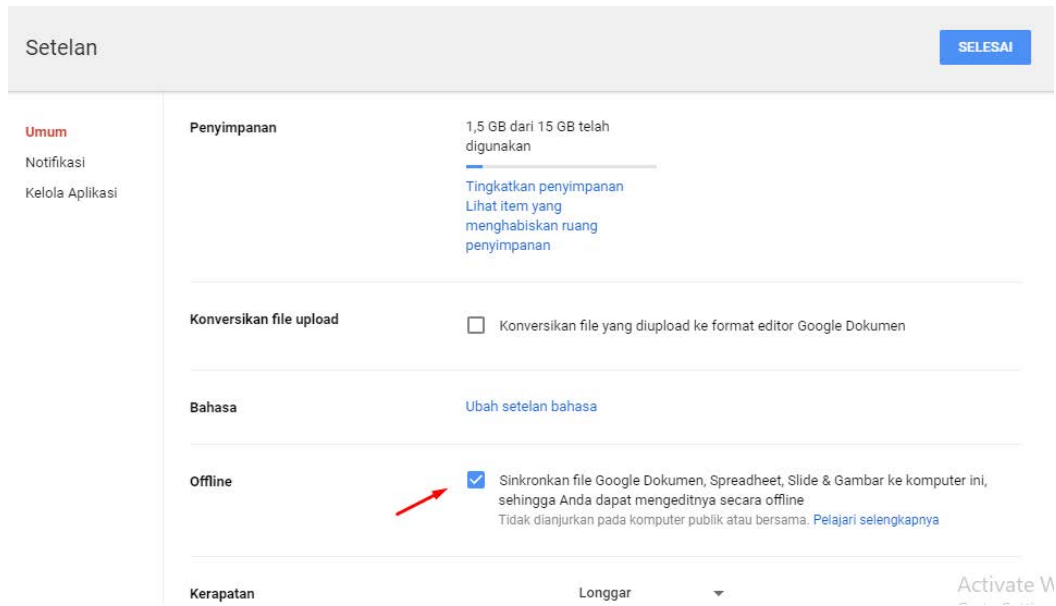 Setelan
SELESAI
Umum
Notifikasi
Kelola Aplikasi
Penyimpanan
1,5 GB dari 15 GB telah
digunakan
Tingkatkan penyimpanan
Lihat item yang
menghabiskan ruang
penyimpanan
Konversikan file upload
Konversikan file yang diupload ke format editor Google Dokumen
Bahasa
Ubah setelan bahasa
Offline
Sinkronkan file Google Dokumen, Spreadheet, Slide & Gambar ke komputer ini,
sehingga Anda dapat mengeditnya secara offline
Tidak dianjurkan pada komputer publik atau bersama. Pelajari selengkapnya
Kerapatan
Longgar
Activate W